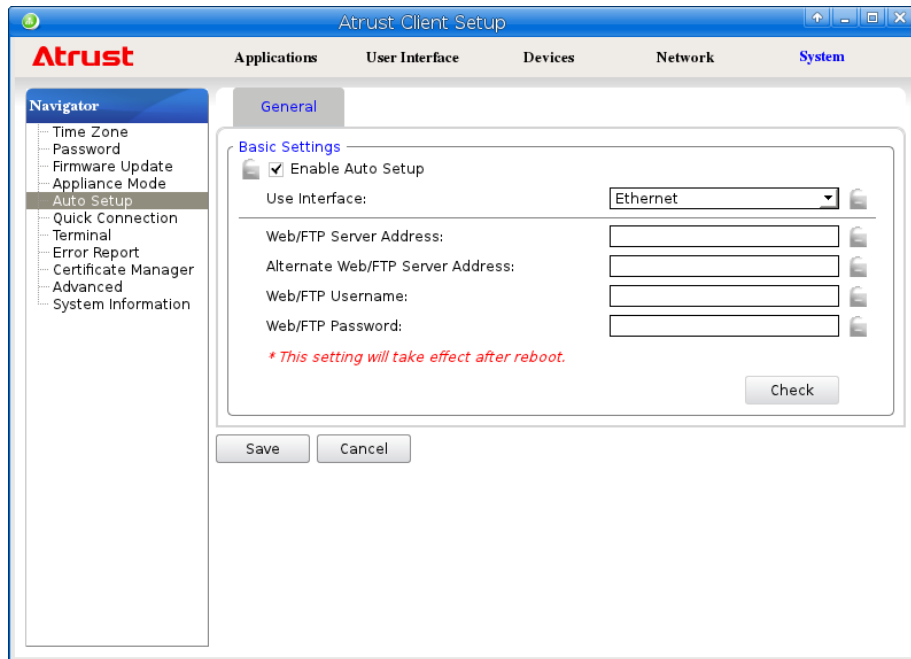 Atrust Client Setup
Atrust
Applications User Interface Devices Network System
Navigator
Time Zone
Password
Firmware Update
Appliance Mode
Auto Setup
Quick Connection
Terminal
Error Report
Certificate Manager
Advanced
System Information
General
Basic Settings
Enable Auto Setup
Use Interface: Ethernet
Web/FTP Server Address:
Alternate Web/FTP Server Address:
Web/FTP Username:
Web/FTP Password:
* This setting will take effect after reboot.
Check
Save Cancel